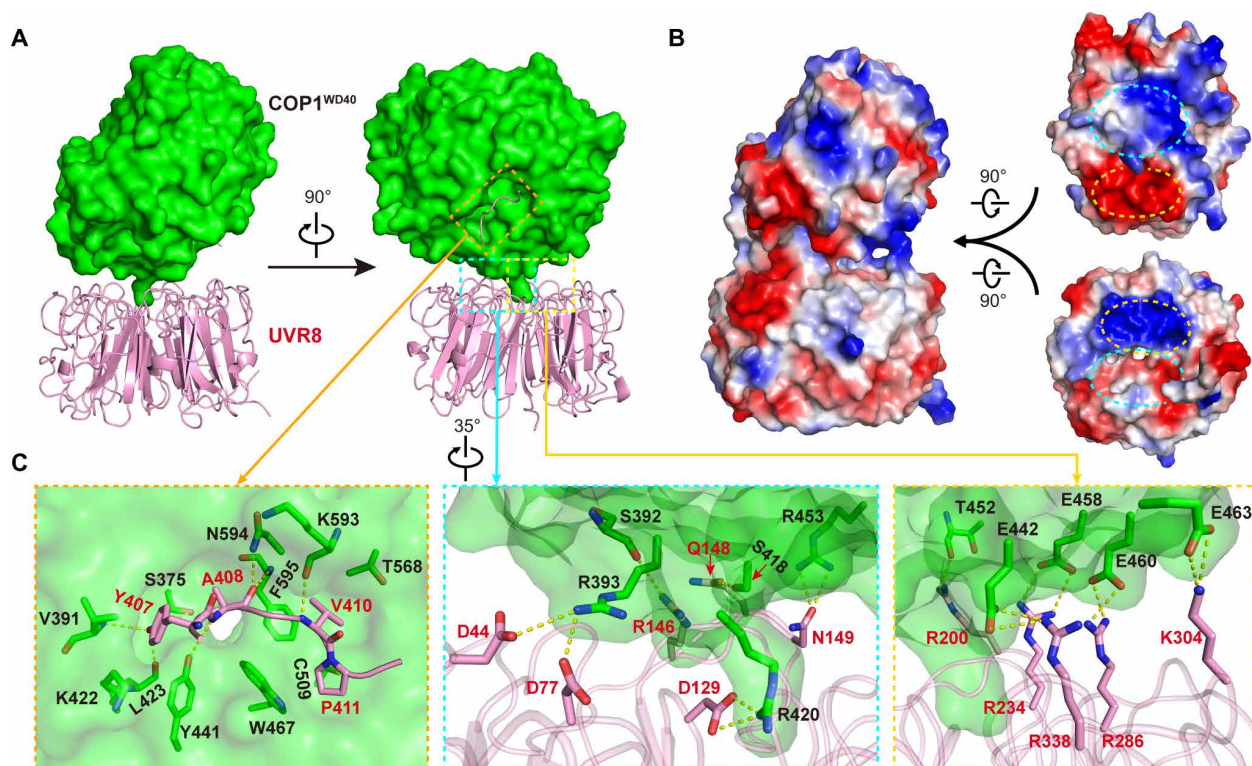 A
COP1WD40
90°
UVR8
B
90°
90°
35°
C
N594
K593
S375
A408
F595
T568
Y407
V391
V410
C509
K422
L423
Y441
W467
P411
S392
R453
Q148
S418
R393
D44
R146
N149
D77
D129
R420
T452
E458
E463
E442
E460
R200
K304
R234
R338
R286